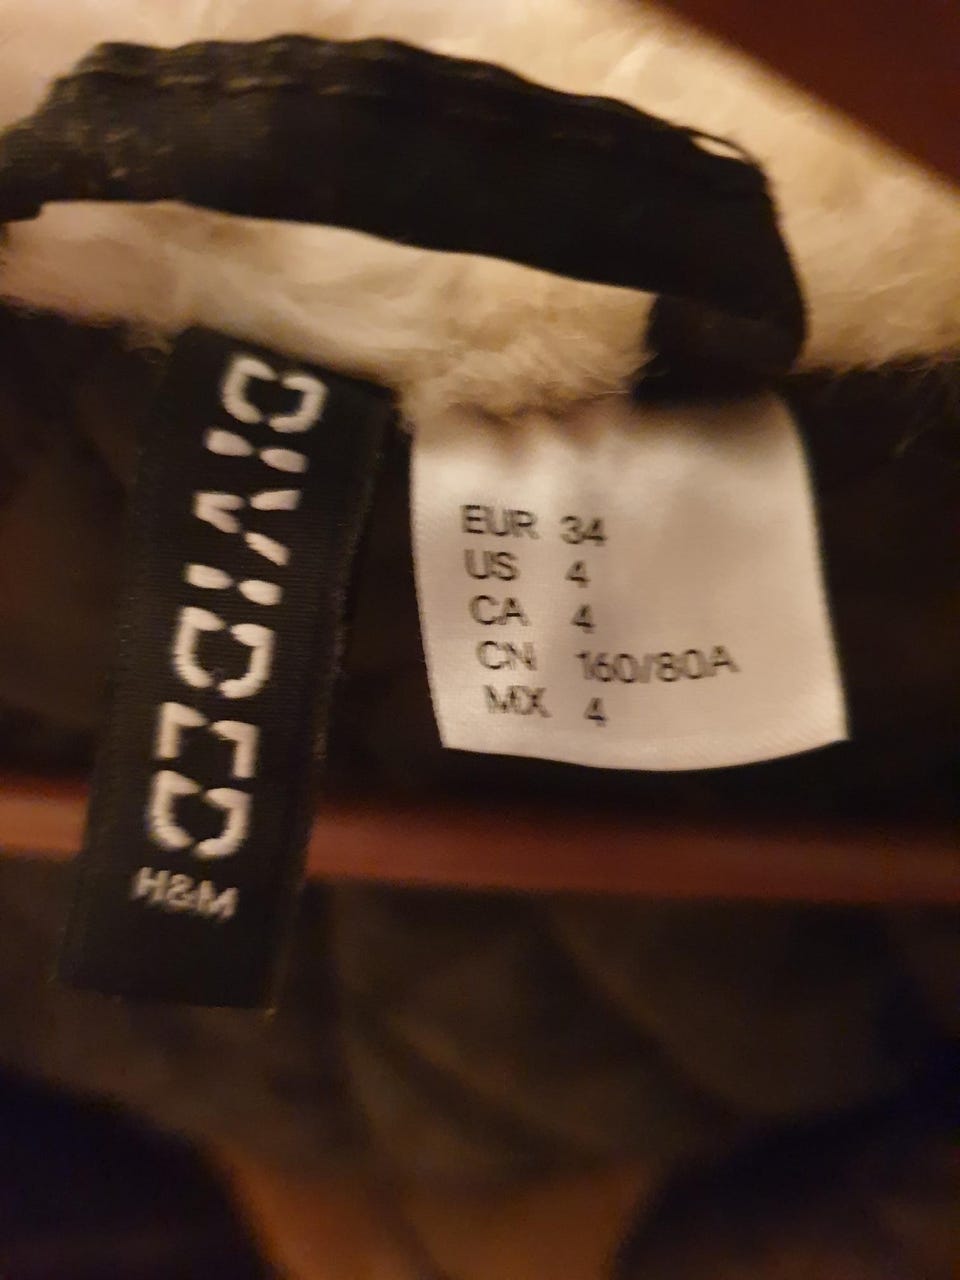 DIVIDED
H&M
EUR 34
US 4
CA 4
CN 160/80A
MX 4